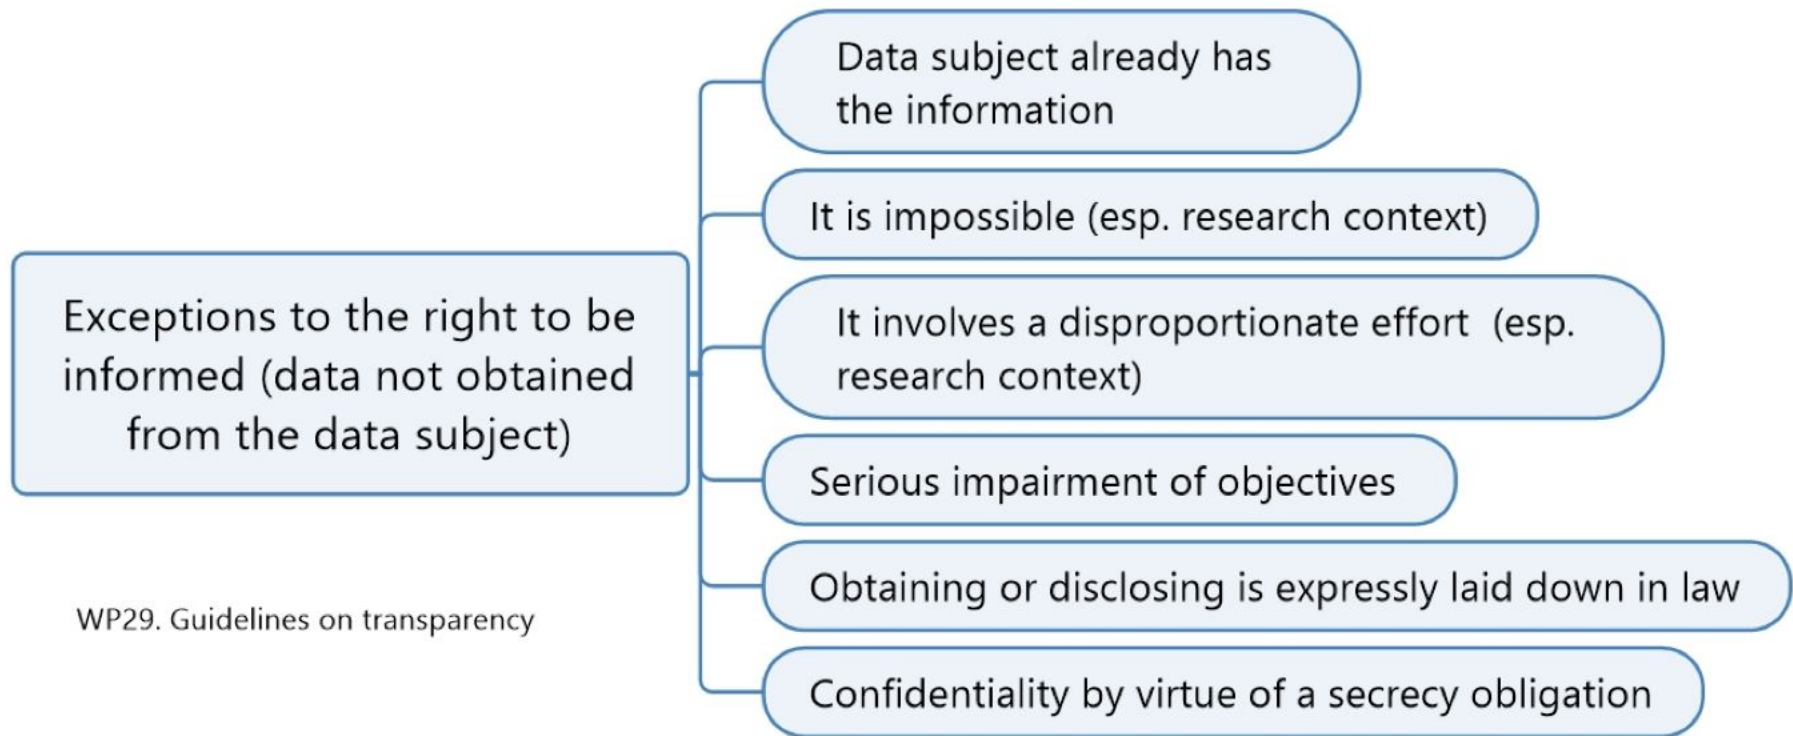 Data subject already has
the information
It is impossible (esp. research context)
Exceptions to the right to be
informed (data not obtained
from the data subject)
It involves a disproportionate effort  (esp.
research context)
Serious impairment of objectives
Obtaining or disclosing is expressly laid down in law
WP29. Guidelines on transparency
Confidentiality by virtue of a secrecy obligation